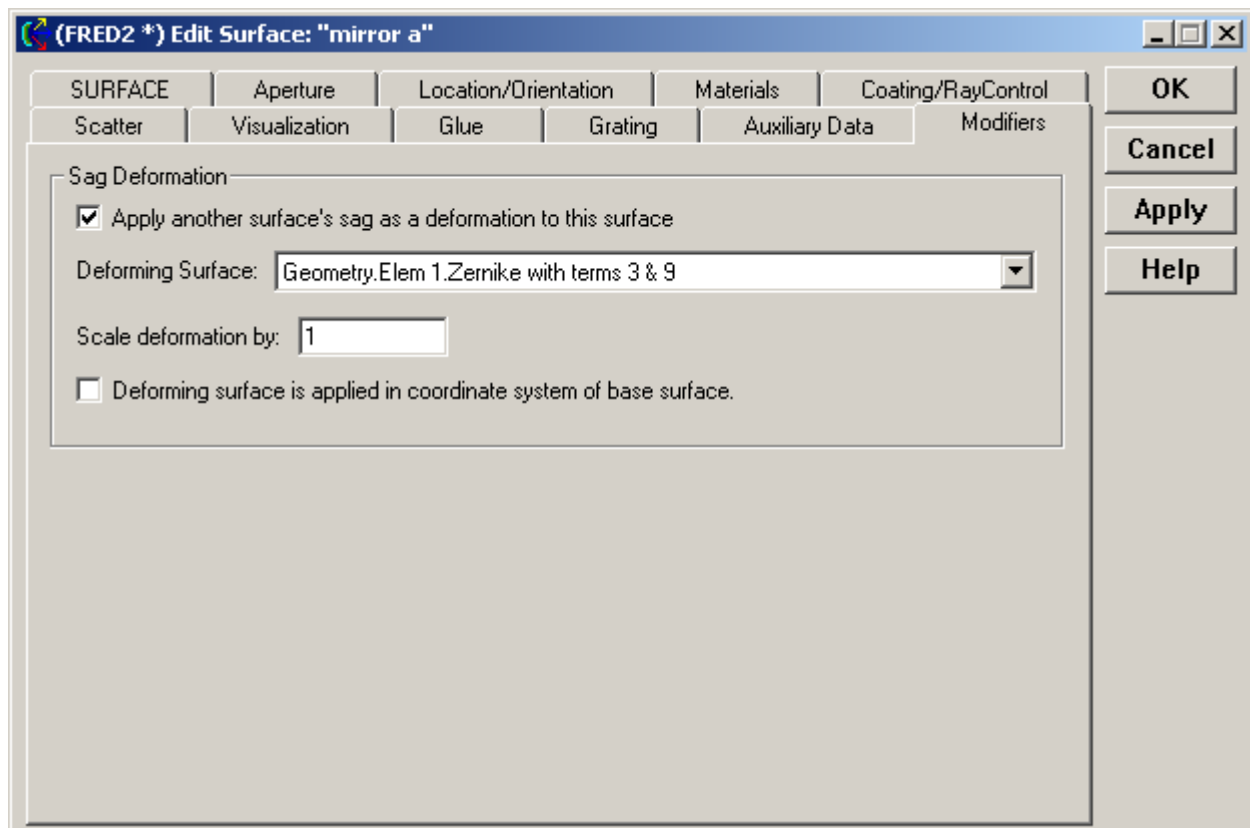 (FRED2 *) Edit Surface: "mirror a"
SURFACE Aperture Location/Orientation Materials Coating/RayControl
Scatter Visualization Glue Grating Auxiliary Data Modifiers
OK
Cancel
Apply
Help
Sag Deformation
Apply another surface's sag as a deformation to this surface
Deforming Surface: Geometry.Elem 1.Zernike with terms 3 & 9
Scale deformation by: 1
Deforming surface is applied in coordinate system of base surface.